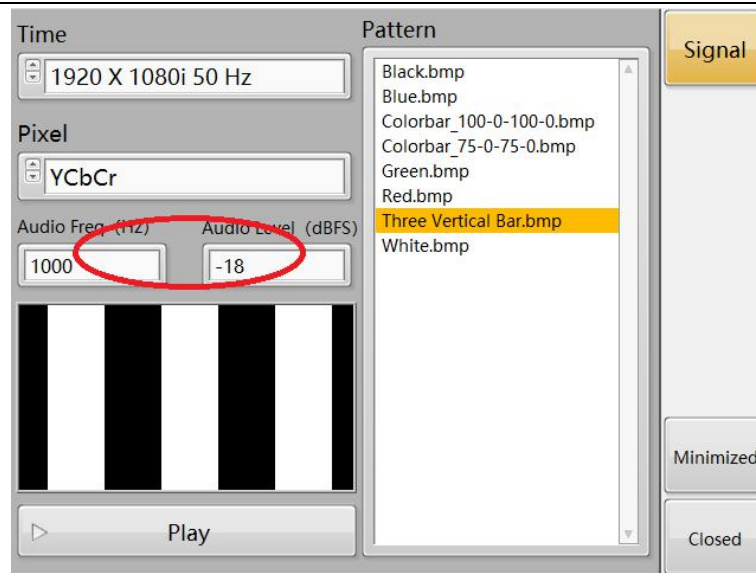 Time
1920 X 1080i 50 Hz
Pixel
YCbCr
Audio Freq (Hz)
Audio Level (dBFS)
1000
-18
Play
Pattern
Black.bmp
Blue.bmp
Colorbar_100-0-100-0.bmp
Colorbar_75-0-75-0.bmp
Green.bmp
Red.bmp
Three Vertical Bar.bmp
White.bmp
Signal
Minimized
Closed